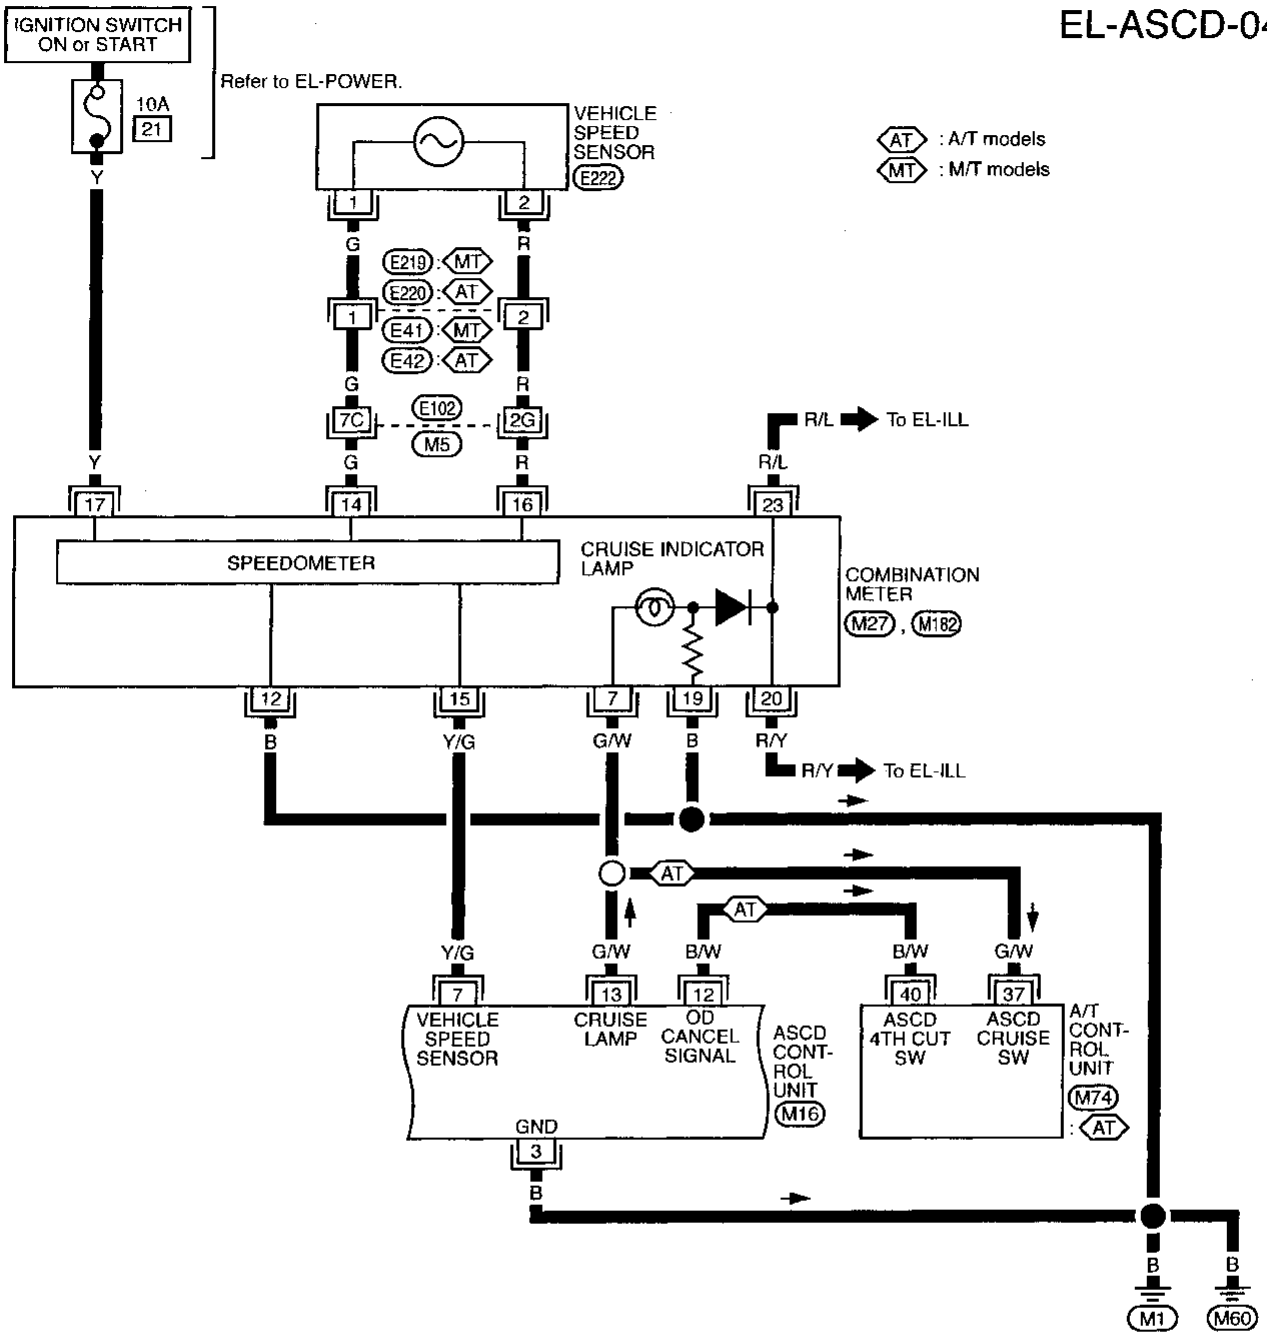 EL-ASCD-04
IGNITION SWITCH
ON or START
Refer to EL-POWER.
10A
21
Y
VEHICLE
SPEED
SENSOR
E222
AT : A/T models
MT : M/T models
1 2
G R
E219 : MT
E220 : AT
1 2
E41 : MT
E42 : AT
G R
7C E102 2G
M5
R/L To EL-ILL
Y G R R/L
17 14 16 23
SPEEDOMETER
CRUISE INDICATOR
LAMP
COMBINATION
METER
M27 , M182
12 15 7 19 20
B Y/G G/W B R/Y
R/Y To EL-ILL
AT
AT
Y/G G/W B/W B/W G/W
7 13 12 40 37
VEHICLE
SPEED
SENSOR
CRUISE
LAMP
OD
CANCEL
SIGNAL
ASCD
CONT-
ROL
UNIT
M16
ASCD
4TH CUT
SW
ASCD
CRUISE
SW
A/T
CONT-
ROL
UNIT
M74
: AT
GND
3
B
B B
M1 M60